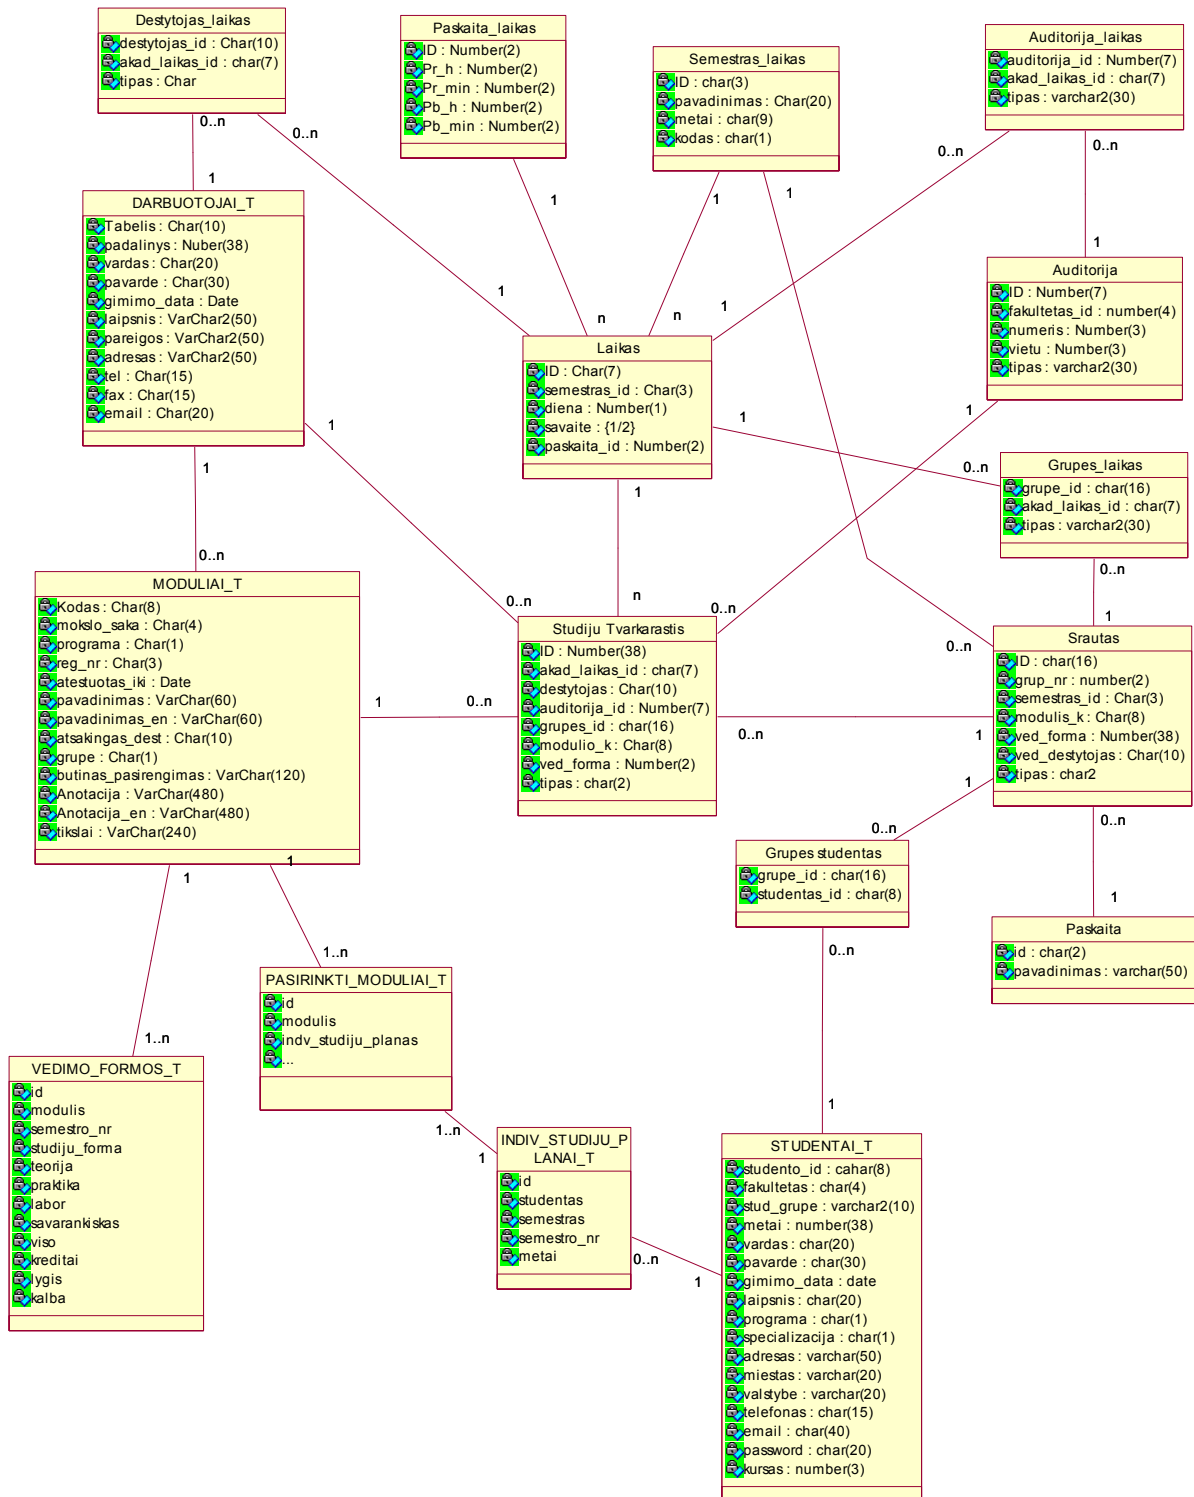 Destytojas_laikas
destytojas_id : Char(10)
akad_laikas_id : char(7)
tipas : Char
Paskaita_laikas
ID : Number(2)
Pr_h : Number(2)
Pr_min : Number(2)
Pb_h : Number(2)
Pb_min : Number(2)
Semestras_laikas
ID : char(3)
pavadinimas : Char(20)
metai : char(9)
kodas : char(1)
Auditorija_laikas
auditorija_id : Number(7)
akad_laikas_id : char(7)
tipas : varchar2(30)
0..n
0..n
1
1
1
1
0..n
0..n
DARBUOTOJAI_T
Tabelis : Char(10)
padalinys : Nuber(38)
vardas : Char(20)
pavarde : Char(30)
gimimo_data : Date
laipsnis : VarChar2(50)
pareigos : VarChar2(50)
adresas : VarChar2(50)
tel : Char(15)
fax : Char(15)
email : Char(20)
1
n
n
1
1
Auditorija
ID : Number(7)
fakultetas_id : number(4)
numeris : Number(3)
vietu : Number(3)
tipas : varchar2(30)
Laikas
ID : Char(7)
semestras_id : Char(3)
diena : Number(1)
savaite : {1/2}
paskaita_id : Number(2)
1
1
1
1
0..n
1
Grupes_laikas
grupe_id : char(16)
akad_laikas_id : char(7)
tipas : varchar2(30)
0..n
0..n
n
0..n
0..n
1
0..n
MODULIAI_T
Kodas : Char(8)
mokslo_saka : Char(4)
programa : Char(1)
reg_nr : Char(3)
atestuotas_iki : Date
pavadinimas : VarChar(60)
pavadinimas_en : VarChar(60)
atsakingas_dest : Char(10)
grupe : Char(1)
butinas_pasirengimas : VarChar(120)
Anotacija : VarChar(480)
Anotacija_en : VarChar(480)
tikslai : VarChar(240)
1
0..n
Studiju Tvarkarastis
ID : Number(38)
akad_laikas_id : char(7)
destytojas : Char(10)
auditorija_id : Number(7)
grupes_id : char(16)
modulio_k : Char(8)
ved_forma : Number(2)
tipas : char(2)
0..n
1
Srautas
ID : char(16)
grup_nr : number(2)
semestras_id : Char(3)
modulis_k : Char(8)
ved_forma : Number(38)
ved_destytojas : Char(10)
tipas : char2
1
0..n
0..n
1
1
Grupes studentas
grupe_id : char(16)
studentas_id : char(8)
1
Paskaita
id : char(2)
pavadinimas : varchar(50)
0..n
1..n
PASIRINKTI_MODULIAI_T
id
modulis
indv_studiju_planas
...
1..n
VEDIMO_FORMOS_T
id
modulis
semestro_nr
studiju_forma
teorija
praktika
labor
savarankiskas
viso
kreditai
lygis
kalba
1..n
1
INDIV_STUDIJU_P
LANAI_T
id
studentas
semestras
semestro_nr
metai
0..n
1
1
STUDENTAI_T
studento_id : cahar(8)
fakultetas : char(4)
stud_grupe : varchar2(10)
metai : number(38)
vardas : char(20)
pavarde : char(30)
gimimo_data : date
laipsnis : char(20)
programa : char(1)
specializacija : char(1)
adresas : varchar(50)
miestas : varchar(20)
valstybe : varchar(20)
telefonas : char(15)
email : char(40)
password : char(20)
kursas : number(3)